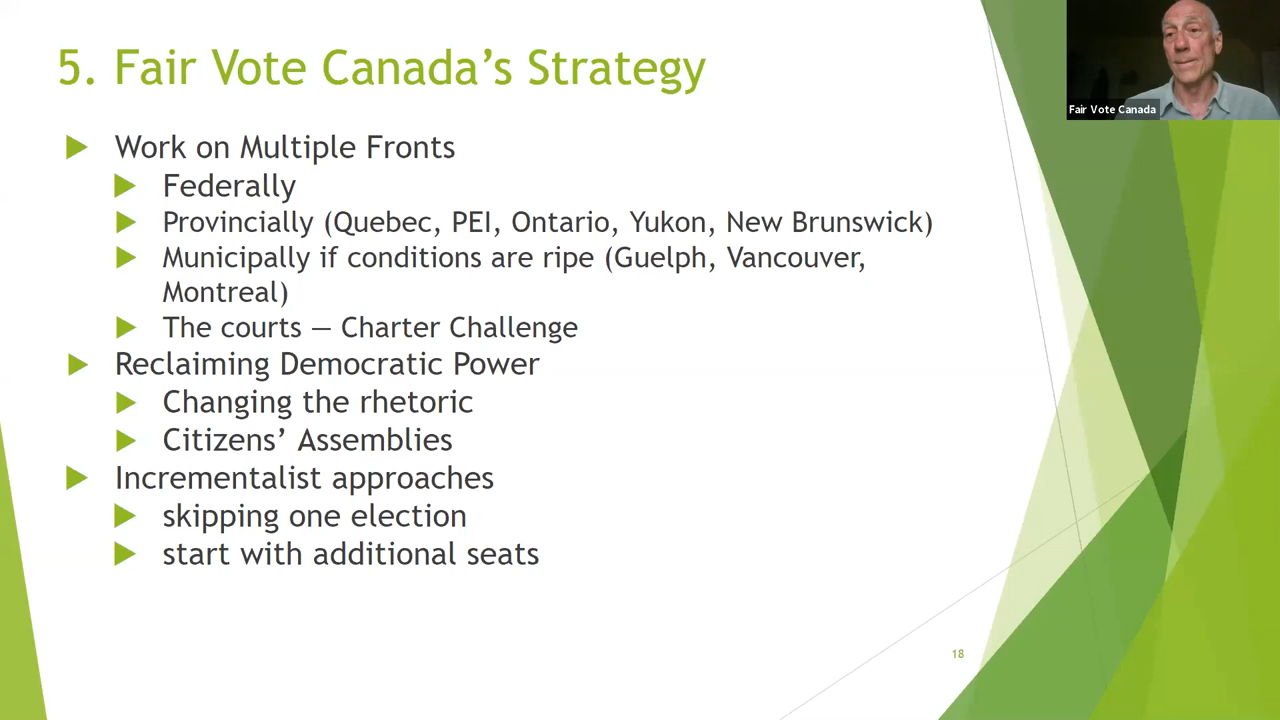 5. Fair Vote Canada’s Strategy
Fair Vote Canada
Work on Multiple Fronts
Federally
Provincially (Quebec, PEI, Ontario, Yukon, New Brunswick)
Municipally if conditions are ripe (Guelph, Vancouver,
Montreal)
The courts — Charter Challenge
Reclaiming Democratic Power
Changing the rhetoric
Citizens’ Assemblies
Incrementalist approaches
skipping one election
start with additional seats
18